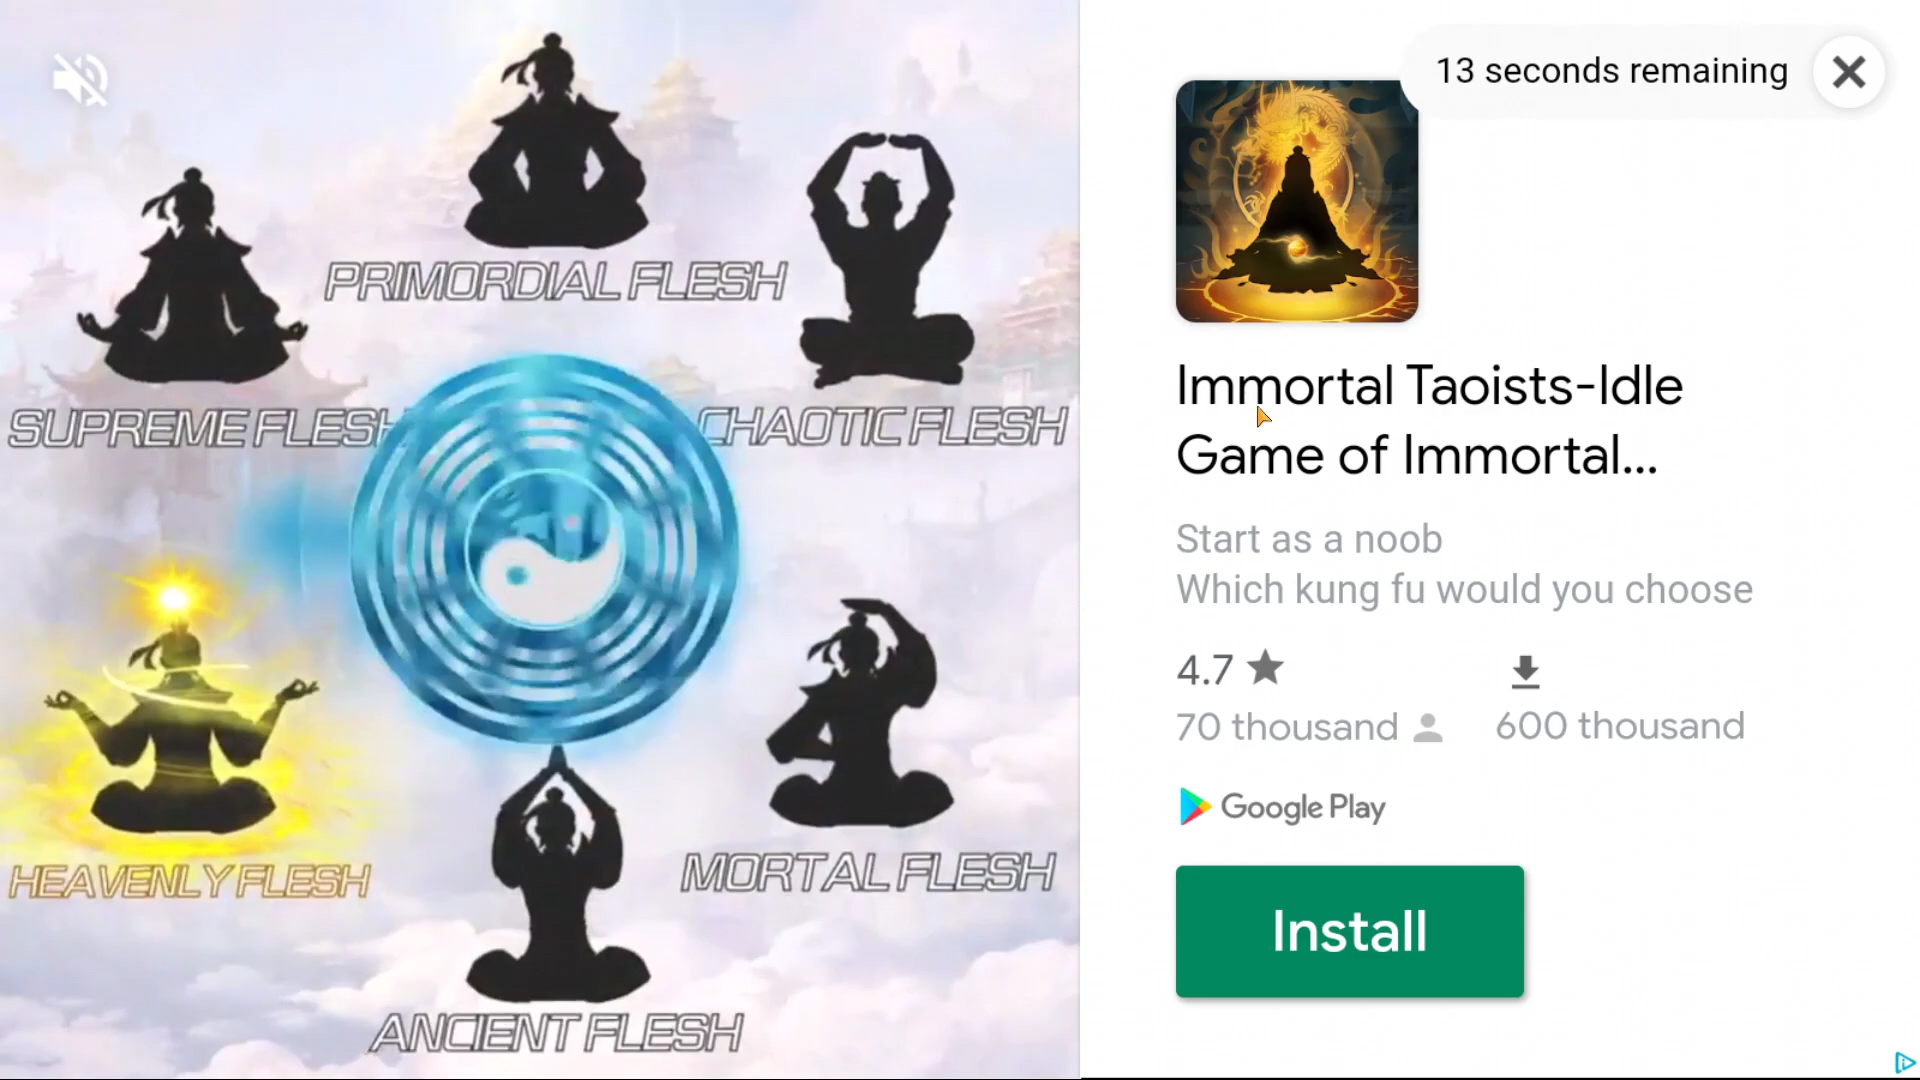 13 seconds remaining
PRIMORDIAL FLESH
SUPREME FLESH
CHAOTIC FLESH
HEAVENLY FLESH
MORTAL FLESH
ANCIENT FLESH
Immortal Taoists-Idle
Game of Immortal...
Start as a noob
Which kung fu would you choose
4.7
70 thousand
600 thousand
Google Play
Install